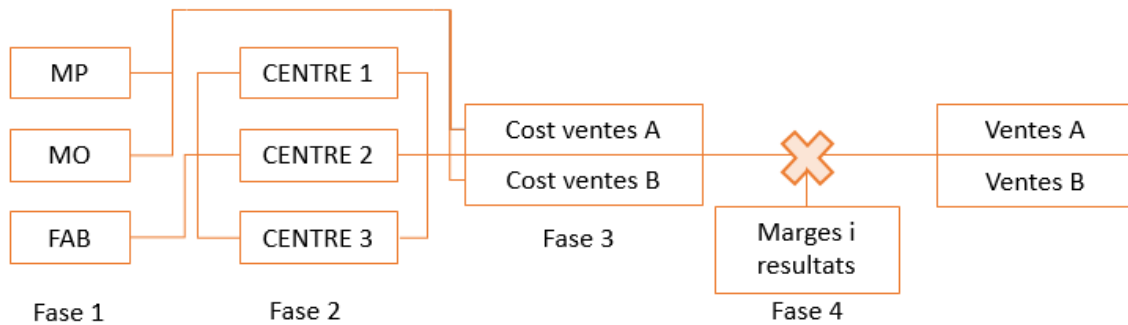 MP
MO
FAB
Fase 1
CENTRE 1
CENTRE 2
CENTRE 3
Fase 2
Cost ventes A
Cost ventes B
Fase 3
Marges i
resultats
Fase 4
Ventes A
Ventes B